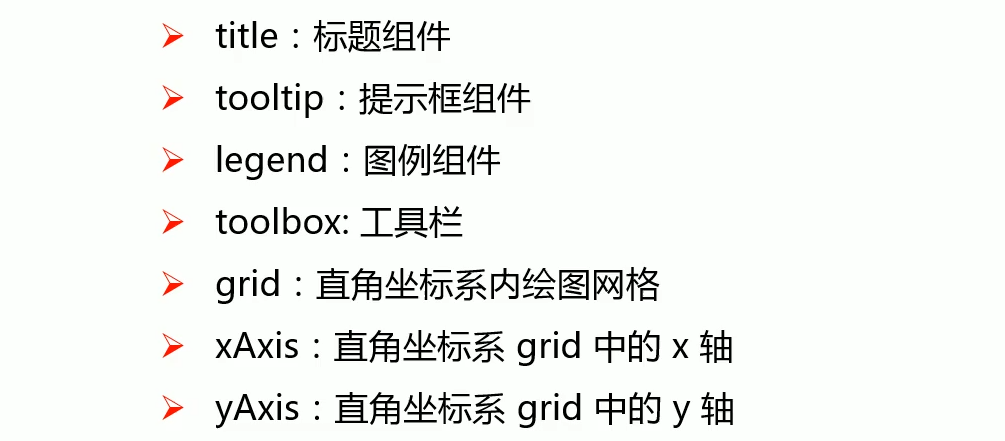 title：标题组件
tooltip：提示框组件
legend：图例组件
toolbox: 工具栏
grid：直角坐标系内绘图网格
xAxis：直角坐标系 grid 中的 x 轴
yAxis：直角坐标系 grid 中的 y 轴